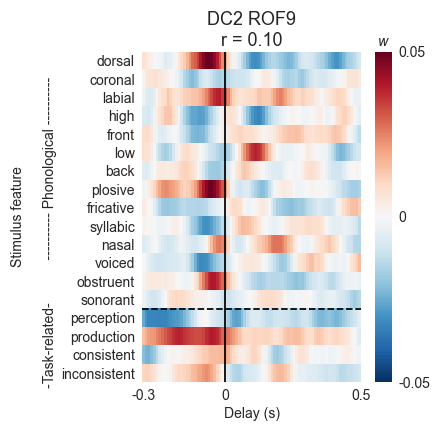 DC2 ROF9
r = 0.10
w
dorsal
coronal
labial
high
front
low
back
plosive
fricative
syllabic
nasal
voiced
obstruent
sonorant
perception
production
consistent
inconsistent
Stimulus feature
---------- Phonological ----------
-Task-related-
-0.3
0
0.5
Delay (s)
0.05
0
-0.05